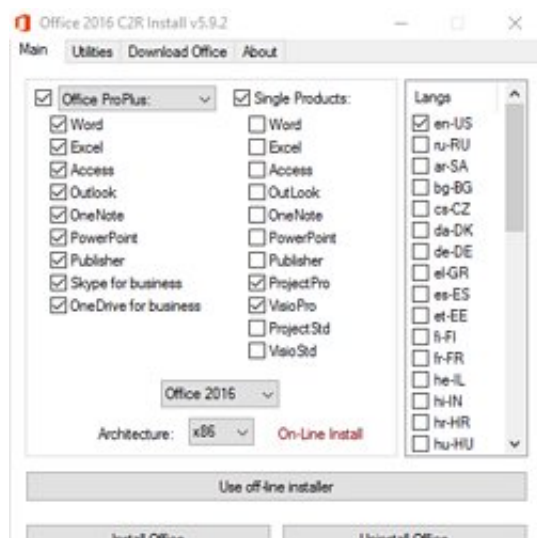 Office 2016 C2R Install v5.9.2
Main Utilities Download Office About
Office ProPlus:
Word
Excel
Access
Outlook
OneNote
PowerPoint
Publisher
Skype for business
OneDrive for business
Single Products:
Word
Excel
Access
OutLook
OneNote
PowerPoint
Publisher
ProjectPro
VisioPro
ProjectStd
VisioStd
Office 2016
Architecture: x86 On-Line Install
Langs
en-US
ru-RU
ar-SA
bg-BG
cs-CZ
da-DK
de-DE
el-GR
es-ES
et-EE
fi-FI
fr-FR
he-IL
hi-IN
hr-HR
hu-HU
Use off-line installer
Install Office
Uninstall Office